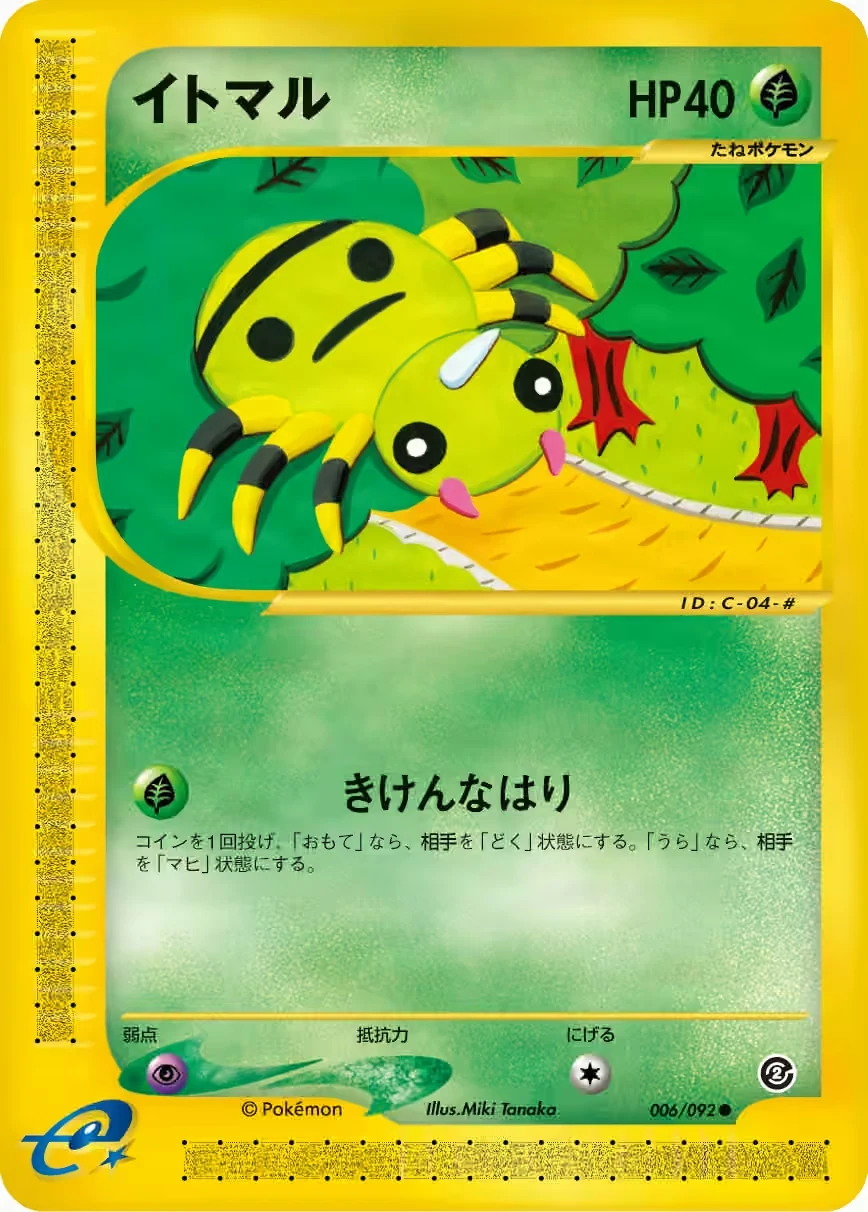 イトマル
HP40
たねポケモン
ID:C-04-#
きけんなはり
コインを1回投げ、「おもて」なら、相手を「どく」状態にする。「うら」なら、相手
を「マヒ」状態にする。
弱点 抵抗力 にげる
2
© Pokémon Illus.Miki Tanaka 006/092●
e